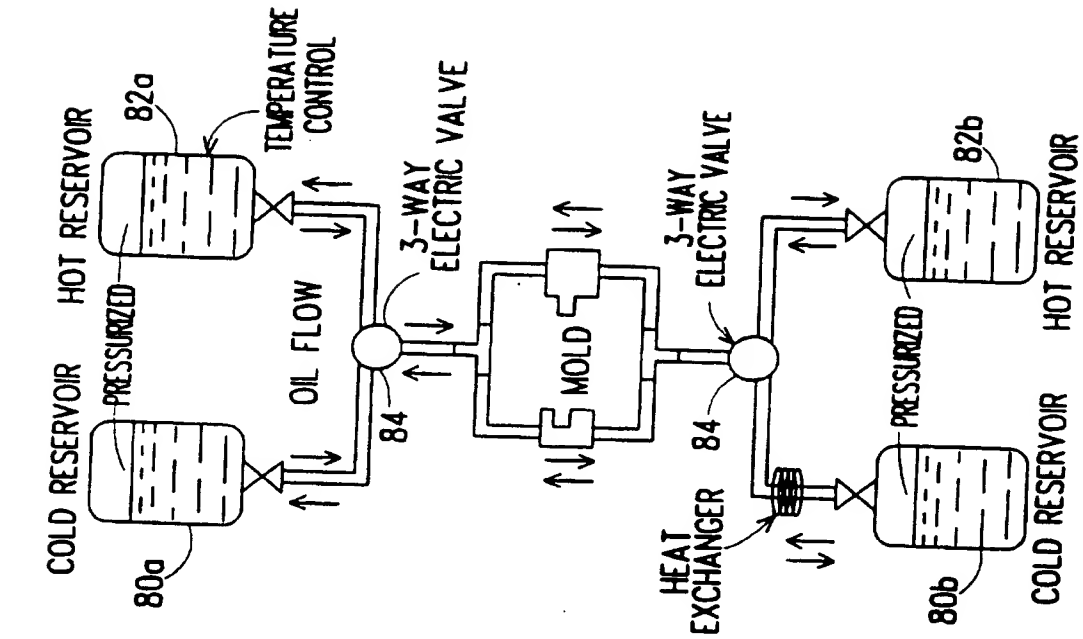 COLD RESERVOIR
HOT RESERVOIR
80a
PRESSURIZED
82a
TEMPERATURE
CONTROL
OIL FLOW
3-WAY
ELECTRIC VALVE
84
MOLD
84
3-WAY
ELECTRIC VALVE
HEAT
EXCHANGER
80b
PRESSURIZED
82b
COLD RESERVOIR
HOT RESERVOIR